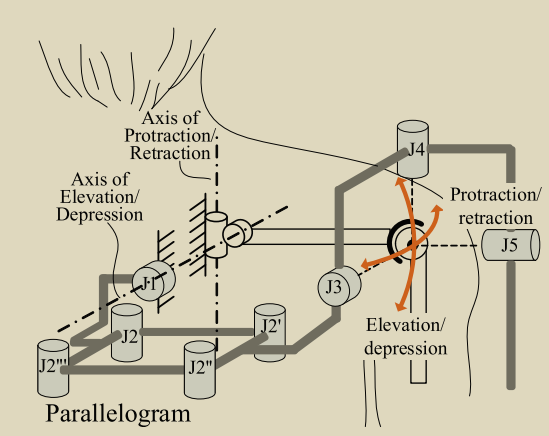 Axis of
Protraction/
Retraction
Axis of
Elevation/
Depression
J4
Protraction/
retraction
J5
J1
J3
J2
J2'
Elevation/
depression
J2'''
J2''
Parallelogram